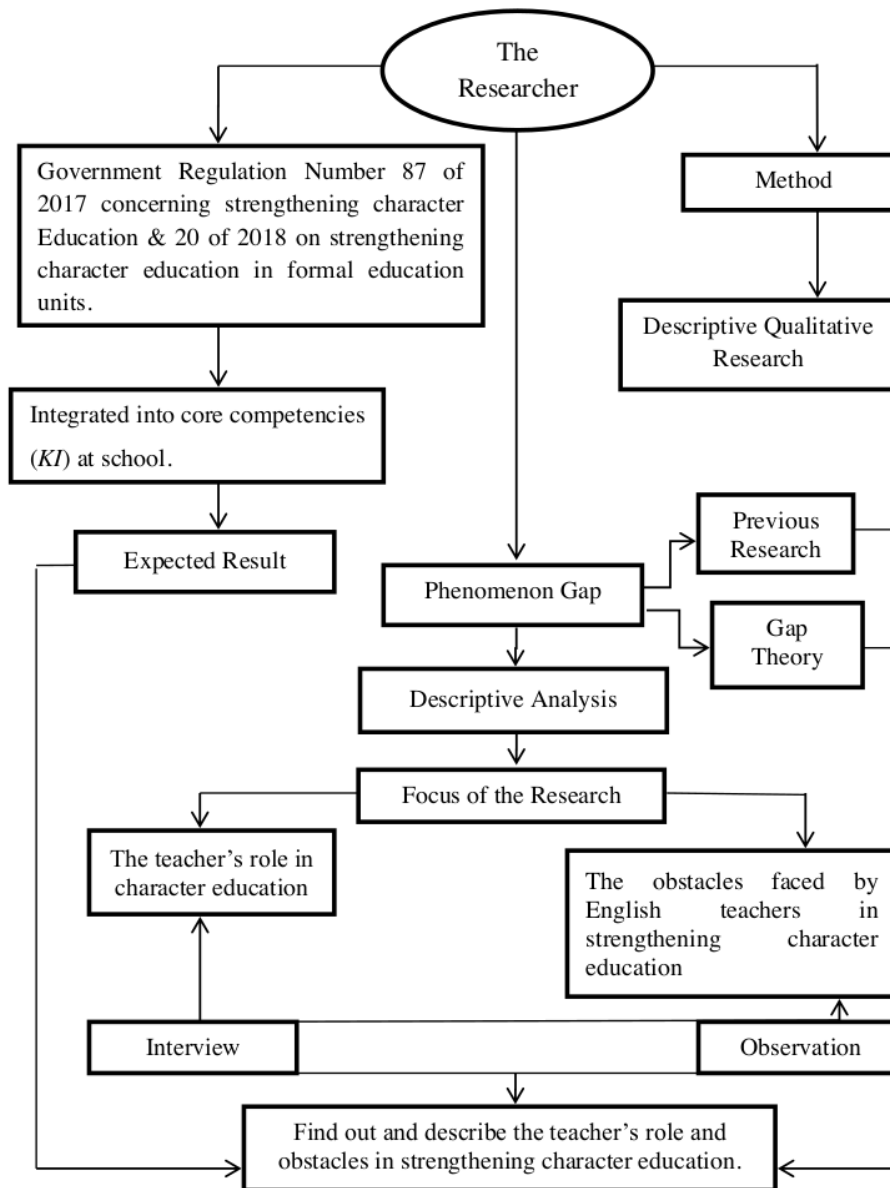 The
Researcher
Government Regulation Number 87 of
2017 concerning strengthening character
Education & 20 of 2018 on strengthening
character education in formal education
units.
Method
Descriptive Qualitative
Research
Integrated into core competencies
(KI) at school.
Expected Result
Previous
Research
Phenomenon Gap
Gap
Theory
Descriptive Analysis
Focus of the Research
The teacher’s role in
character education
The obstacles faced by
English teachers in
strengthening character
education
Interview
Observation
Find out and describe the teacher’s role and
obstacles in strengthening character education.